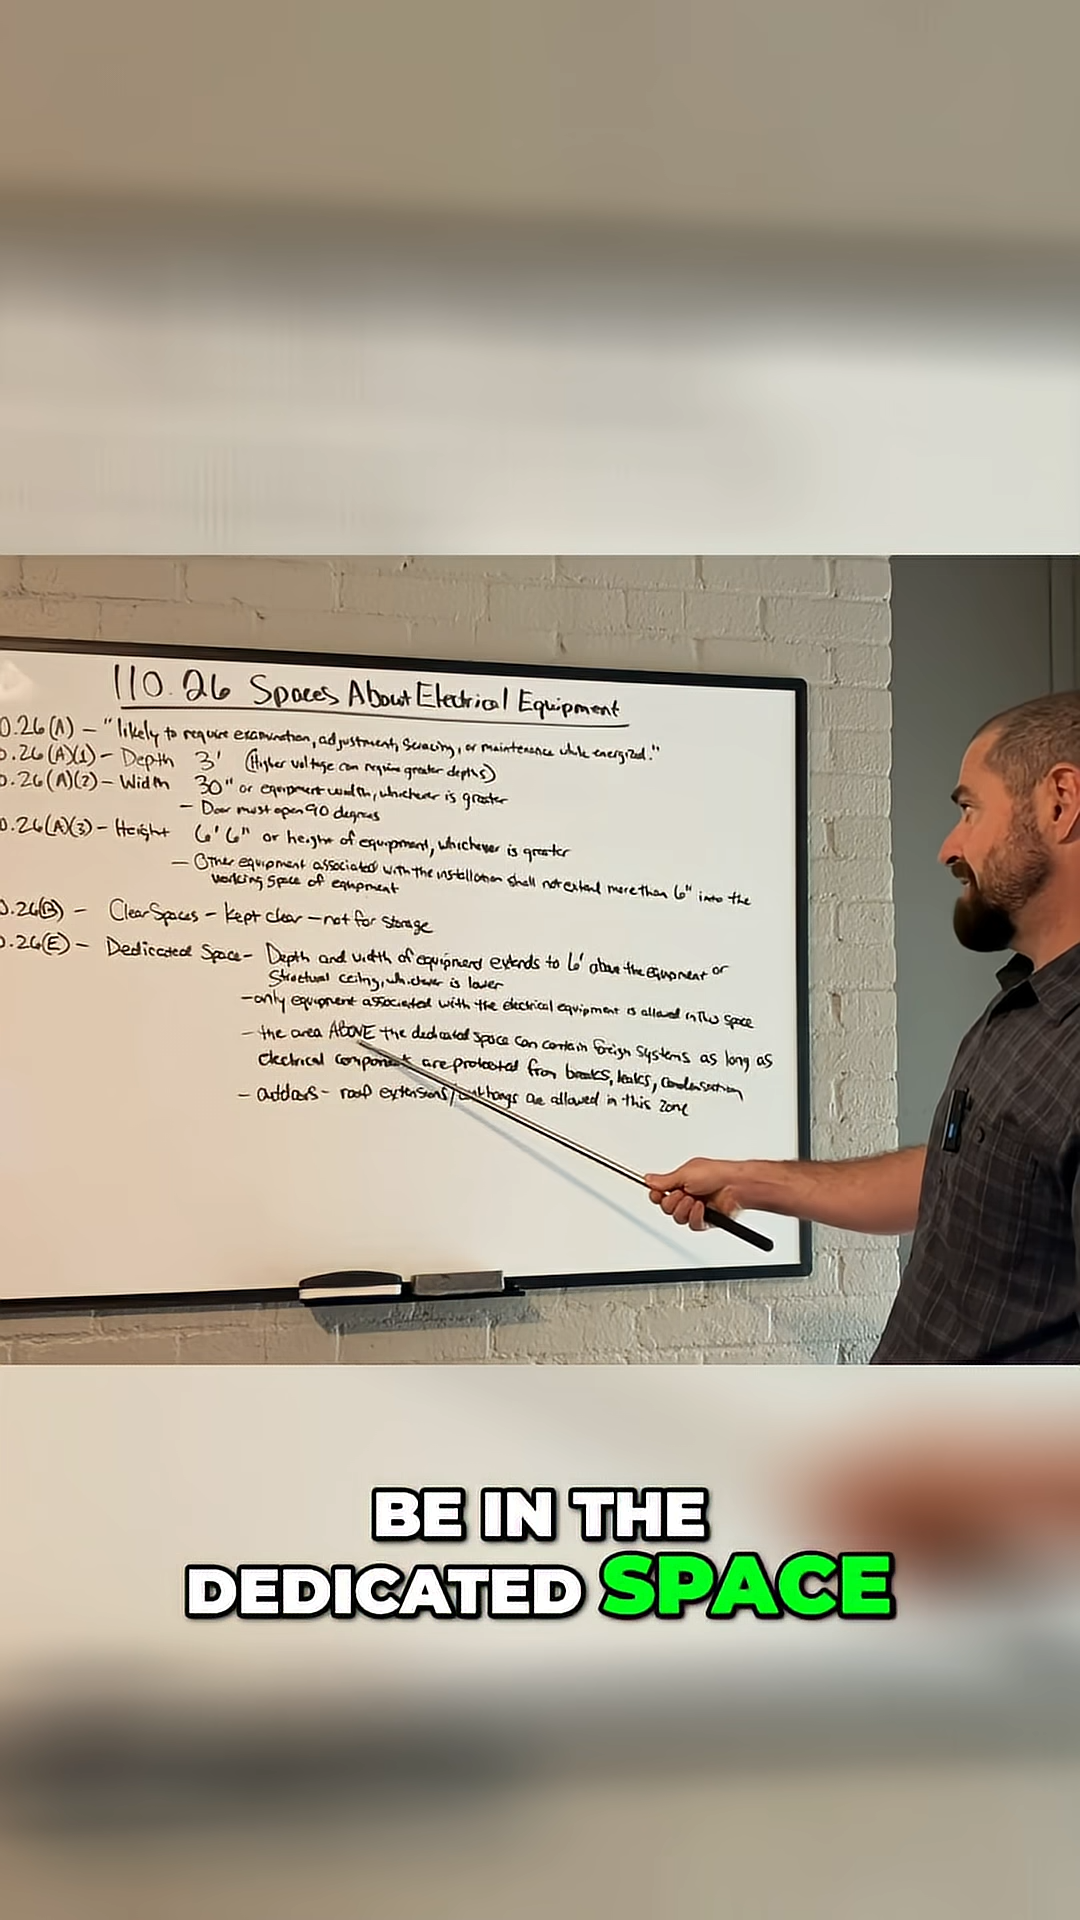 110.26 Spaces About Electrical Equipment
0.26(A) - "likely to require examination, adjustment, servicing, or maintenance while energized."
0.26(A)(1) - Depth 3' (Higher voltage can require greater depths)
0.26(A)(2) - Width 30" or equipment width, whichever is greater
- Door must open 90 degrees
0.26(A)(3) - Height 6'6" or height of equipment, whichever is greater
- Other equipment associated with the installation shall not extend more than 6" into the
working space of equipment
0.26(B) - Clear Spaces - Kept clear - not for storage
0.26(E) - Dedicated Space - Depth and width of equipment extends to 6' above the equipment or
Structural ceiling, whichever is lower
- only equipment associated with the electrical equipment is allowed in this space
- the area ABOVE the dedicated space can contain foreign systems as long as
electrical components are protected from breaks, leaks, condensation
- outdoors - roof extensions/ are allowed in this zone
BE IN THE
DEDICATED SPACE